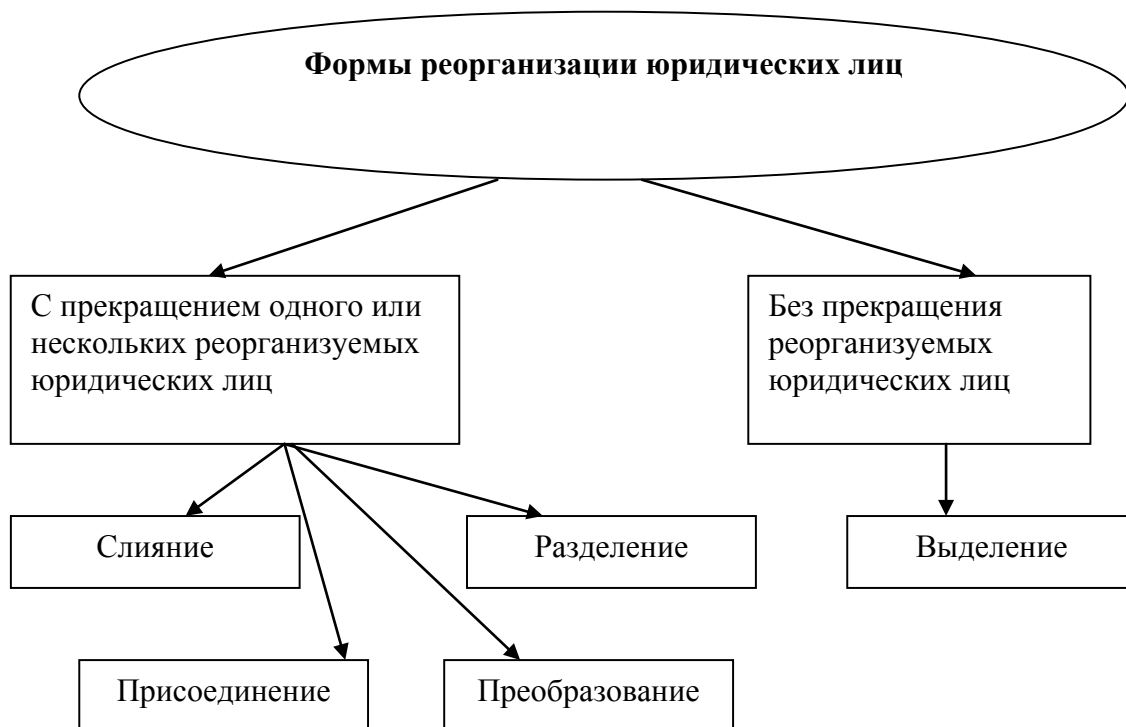 Формы реорганизации юридических лиц
С прекращением одного или
нескольких реорганизуемых
юридических лиц
Без прекращения
реорганизуемых
юридических лиц
Слияние
Разделение
Выделение
Присоединение
Преобразование